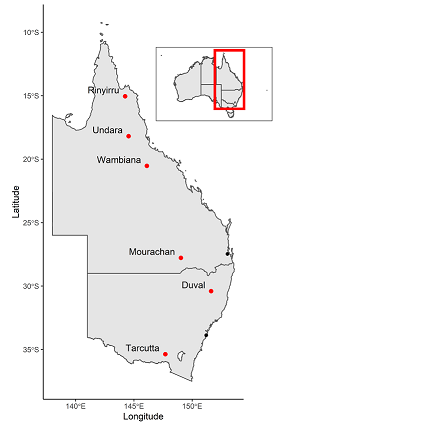 10°S
Rinyirru
15°S
Undara
Wambiana
20°S
25°S
Mourachan
Duval
30°S
Tarcutta
35°S
Latitude
140°E
145°E
150°E
Longitude